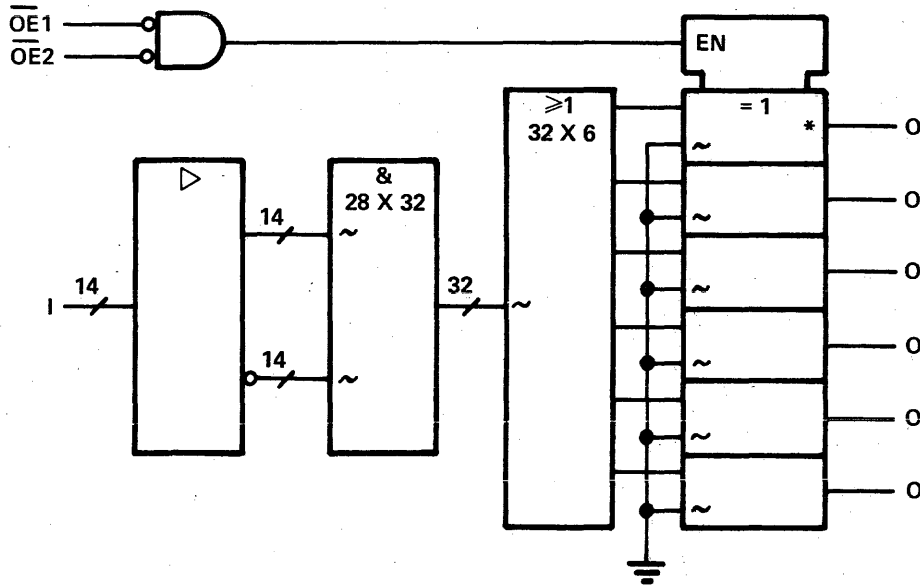 OE1
OE2
EN
≥1
32 X 6
= 1
*
O
~
▷
&
28 X 32
14
~
O
~
14
I
32
~
O
~
14
~
O
~
O
~
O
~